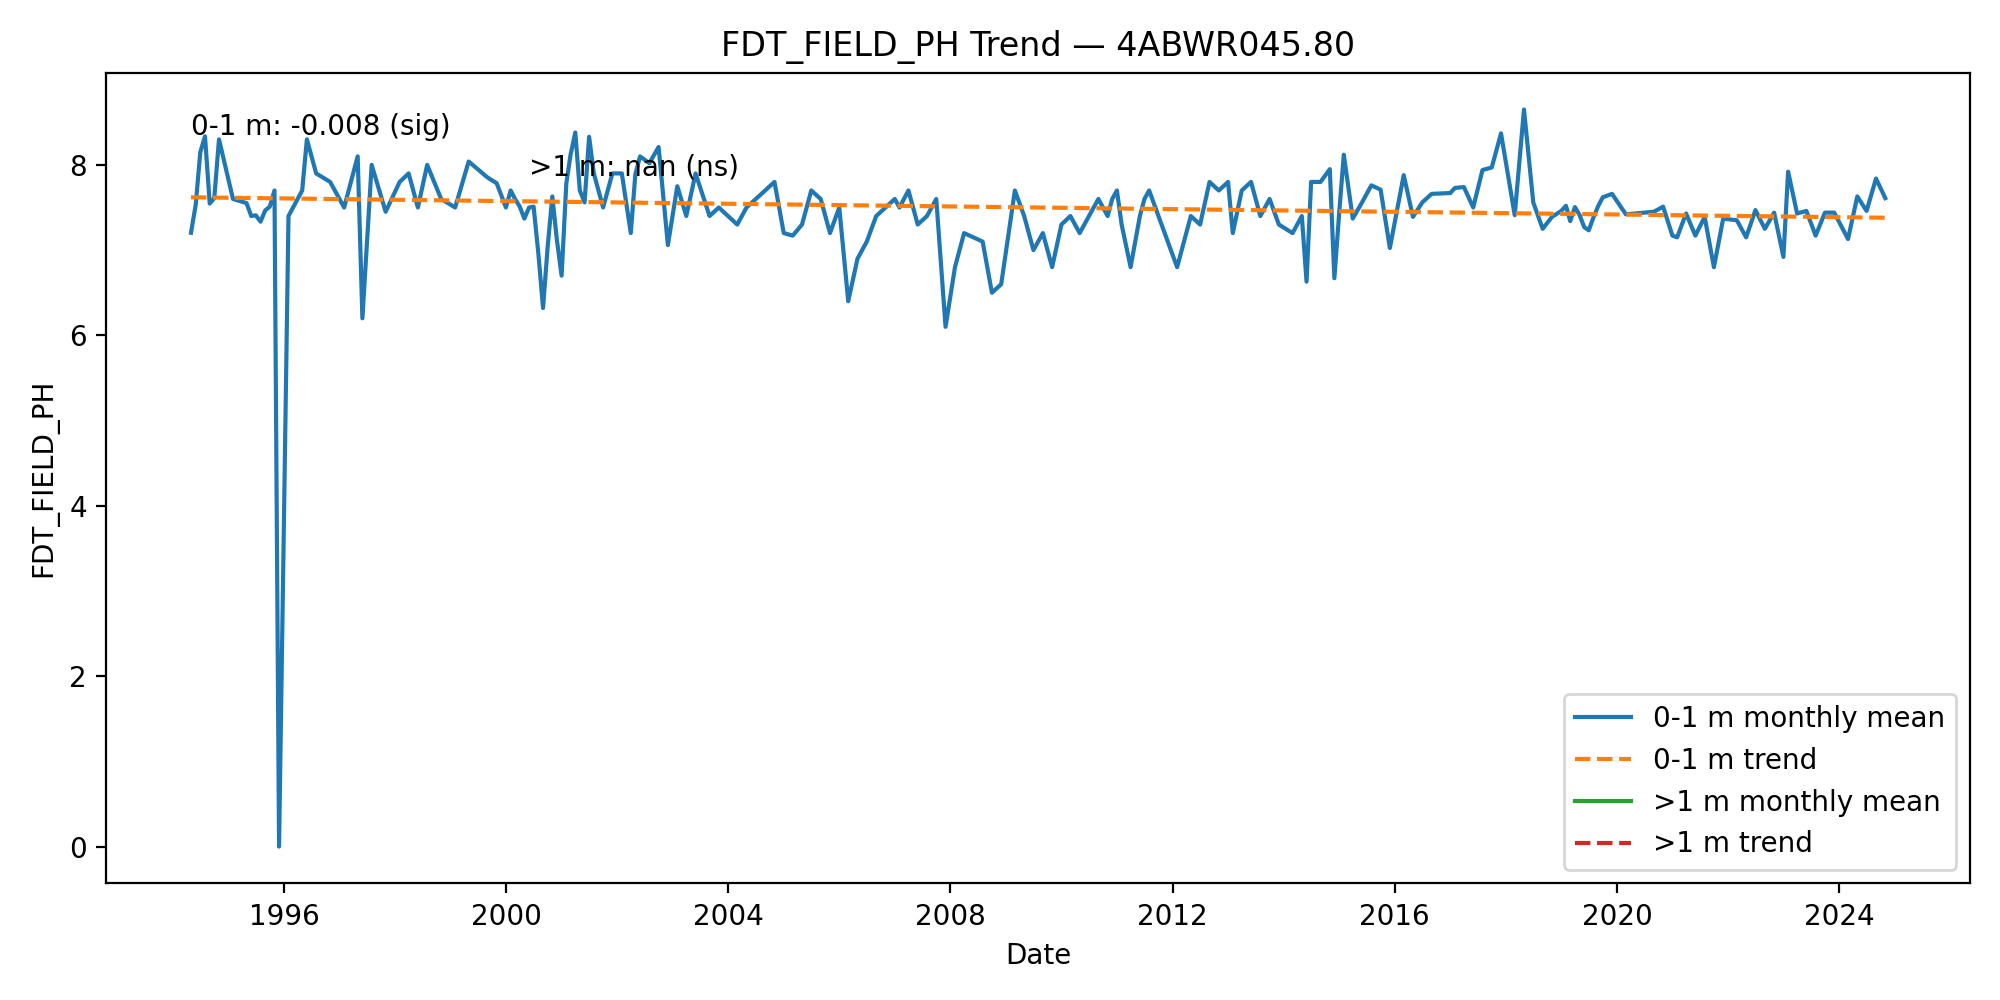 FDT_FIELD_PH Trend — 4ABWR045.80
0-1 m: -0.008 (sig)
>1 m: nan (ns)
8
6
4
2
0
FDT_FIELD_PH
0-1 m monthly mean
0-1 m trend
>1 m monthly mean
>1 m trend
1996 2000 2004 2008 2012 2016 2020 2024
Date